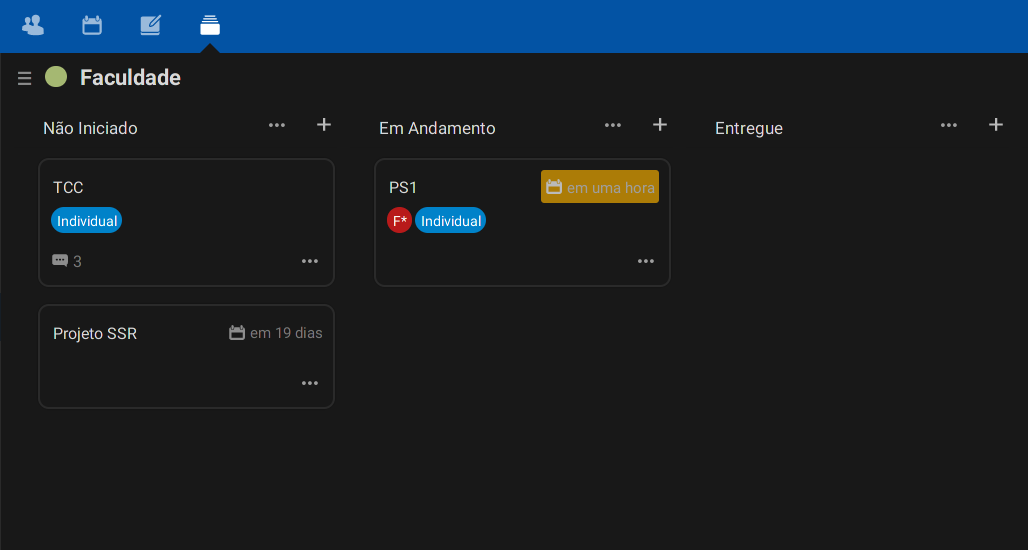 Faculdade
Não Iniciado
Em Andamento
Entregue
TCC
Individual
3
Projeto SSR
em 19 dias
PS1
em uma hora
F*
Individual